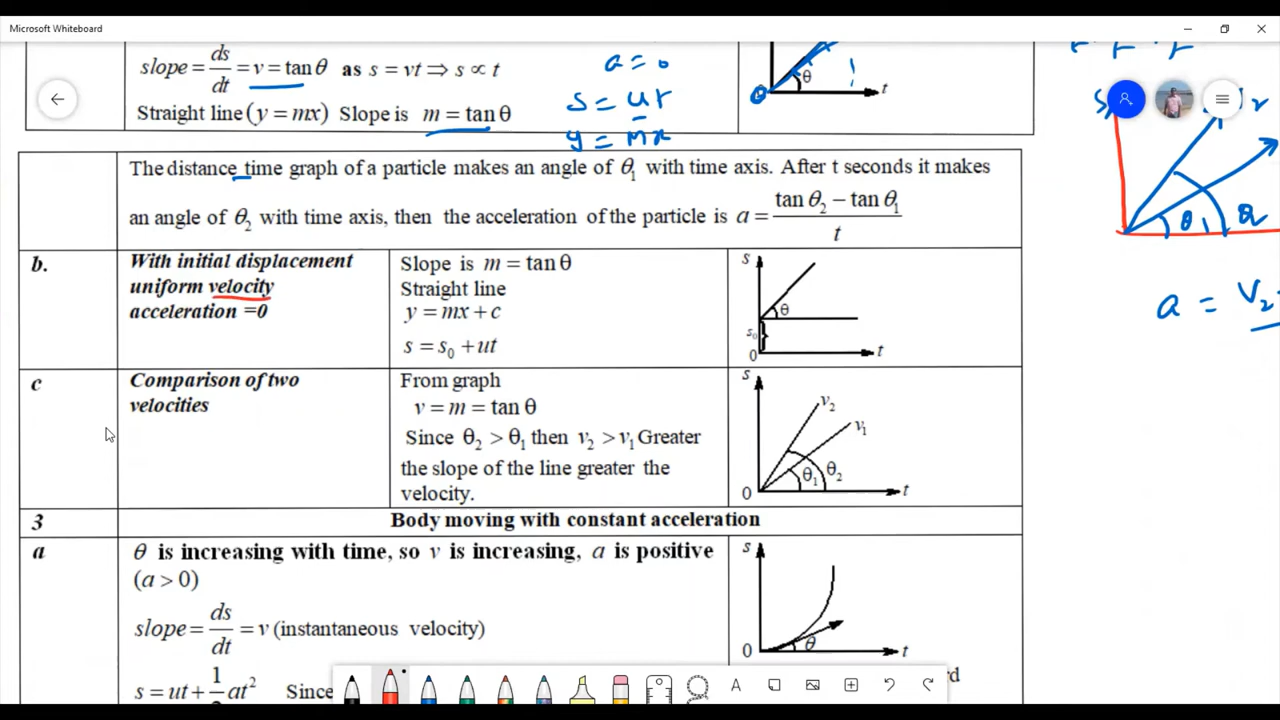 Microsoft Whiteboard
slope = ds/dt = v = tan θ as s = vt ⇒ s ∝ t
Straight line (y = mx) Slope is m = tan θ
a = 0
s = ut
y = mx
θ
t
The distance time graph of a particle makes an angle of θ₁ with time axis. After t seconds it makes
an angle of θ₂ with time axis, then the acceleration of the particle is a = (tan θ₂ − tan θ₁)/t
θ₁ θ₂
a = v₂
b.
With initial displacement
uniform velocity
acceleration =0
Slope is m = tan θ
Straight line
y = mx + c
s = s₀ + ut
s
θ
s₀
0
t
c
Comparison of two
velocities
From graph
v = m = tan θ
Since θ₂ > θ₁ then v₂ > v₁ Greater
the slope of the line greater the
velocity.
s
v₂
v₁
θ₁ θ₂
0
t
3
Body moving with constant acceleration
a
θ is increasing with time, so v is increasing, a is positive
(a > 0)
slope = ds/dt = v (instantaneous velocity)
s = ut + 1/2 at² Since
s
θ
0
t
A